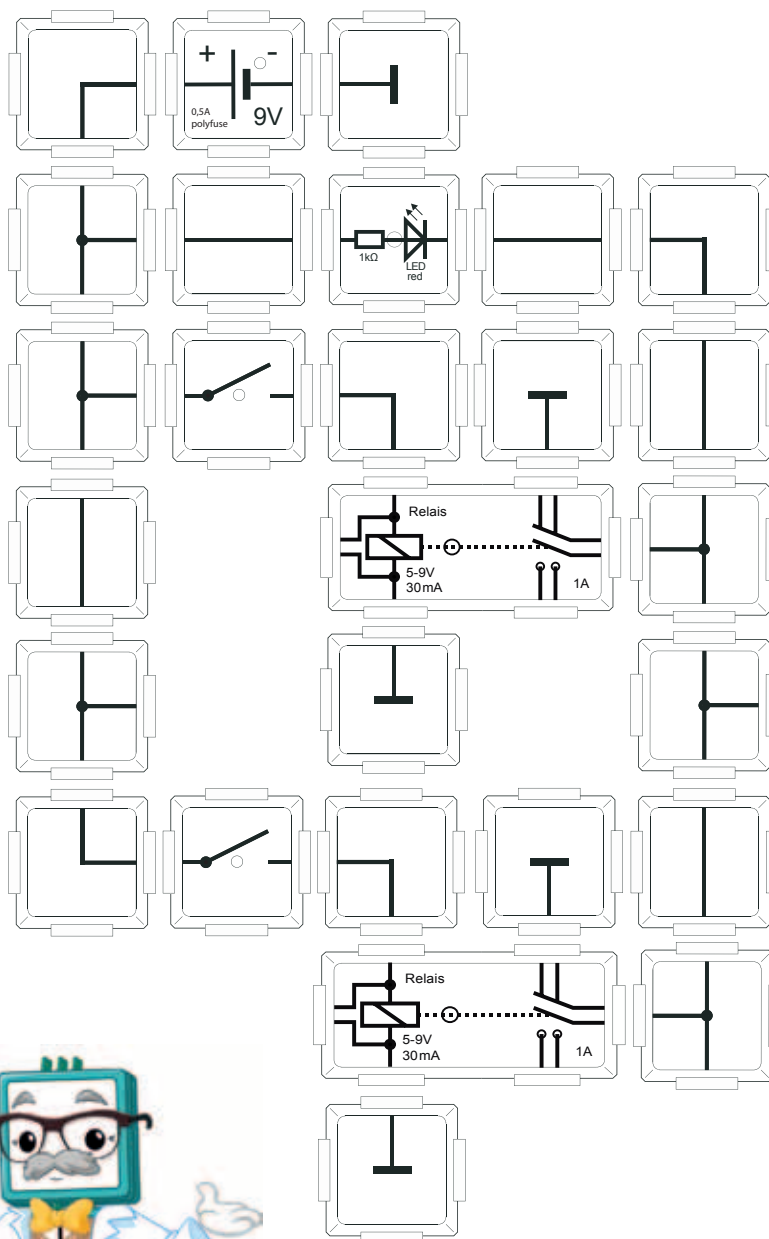 + -
0,5A
polyfuse
9V
1kΩ
LED
red
Relais
5-9V
30mA
1A
Relais
5-9V
30mA
1A